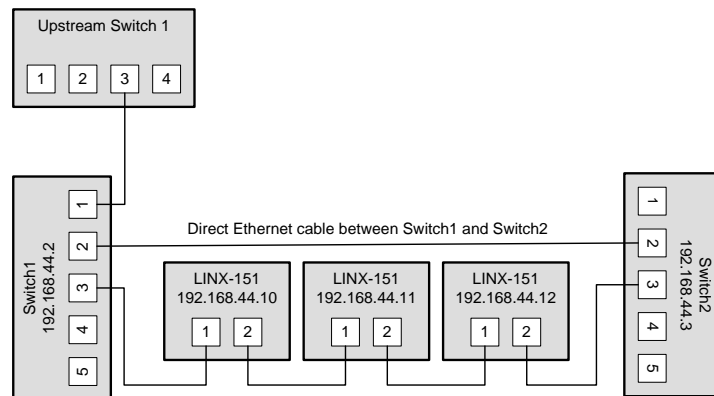 Upstream Switch 1
1 2 3 4
Direct Ethernet cable between Switch1 and Switch2
Switch1
192.168.44.2
1
2
3
4
5
LINX-151
192.168.44.10
1 2
LINX-151
192.168.44.11
1 2
LINX-151
192.168.44.12
1 2
1
2
3
4
5
Switch2
192.168.44.3